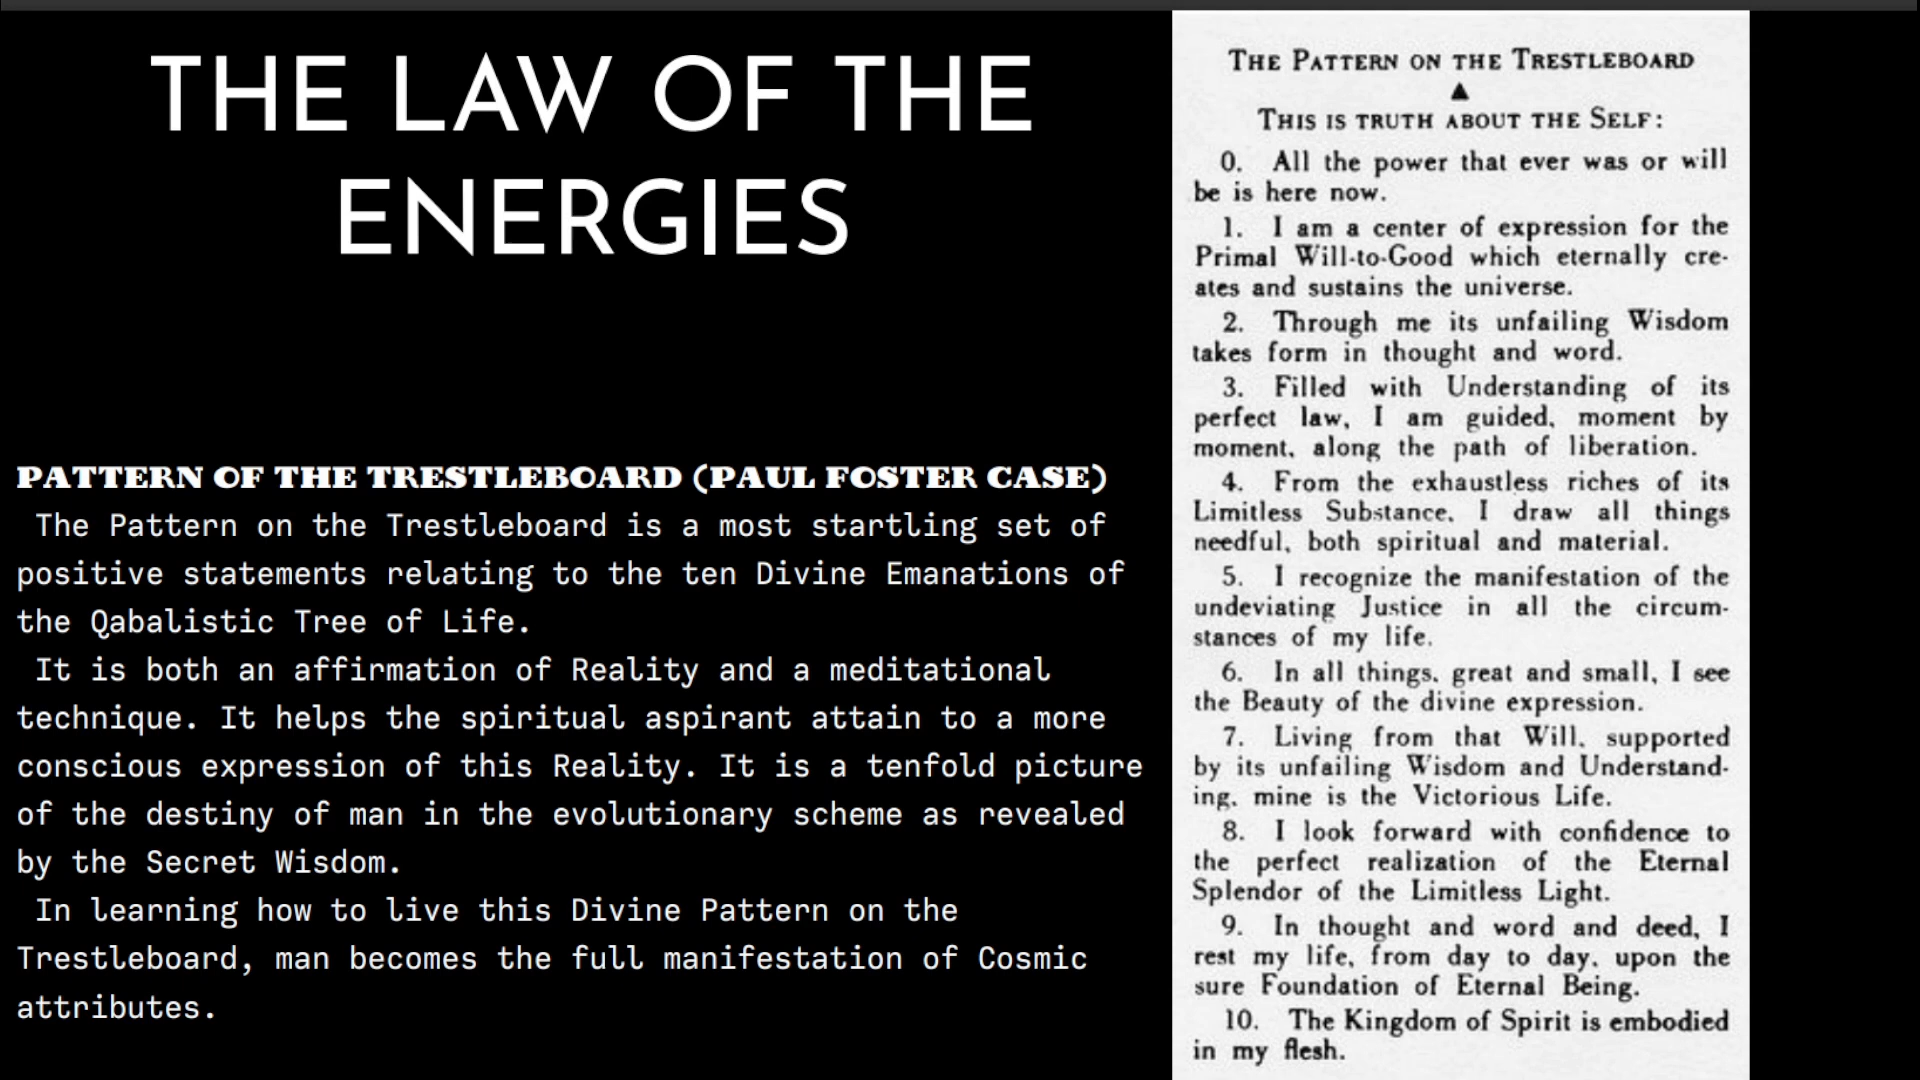 THE LAW OF THE
ENERGIES
PATTERN OF THE TRESTLEBOARD (PAUL FOSTER CASE)
The Pattern on the Trestleboard is a most startling set of
positive statements relating to the ten Divine Emanations of
the Qabalistic Tree of Life.
It is both an affirmation of Reality and a meditational
technique. It helps the spiritual aspirant attain to a more
conscious expression of this Reality. It is a tenfold picture
of the destiny of man in the evolutionary scheme as revealed
by the Secret Wisdom.
In learning how to live this Divine Pattern on the
Trestleboard, man becomes the full manifestation of Cosmic
attributes.
THE PATTERN ON THE TRESTLEBOARD
THIS IS TRUTH ABOUT THE SELF:
0. All the power that ever was or will
be is here now.
1. I am a center of expression for the
Primal Will-to-Good which eternally cre-
ates and sustains the universe.
2. Through me its unfailing Wisdom
takes form in thought and word.
3. Filled with Understanding of its
perfect law, I am guided, moment by
moment, along the path of liberation.
4. From the exhaustless riches of its
Limitless Substance, I draw all things
needful, both spiritual and material.
5. I recognize the manifestation of the
undeviating Justice in all the circum-
stances of my life.
6. In all things, great and small, I see
the Beauty of the divine expression.
7. Living from that Will, supported
by its unfailing Wisdom and Understand-
ing, mine is the Victorious Life.
8. I look forward with confidence to
the perfect realization of the Eternal
Splendor of the Limitless Light.
9. In thought and word and deed, I
rest my life, from day to day, upon the
sure Foundation of Eternal Being.
10. The Kingdom of Spirit is embodied
in my flesh.